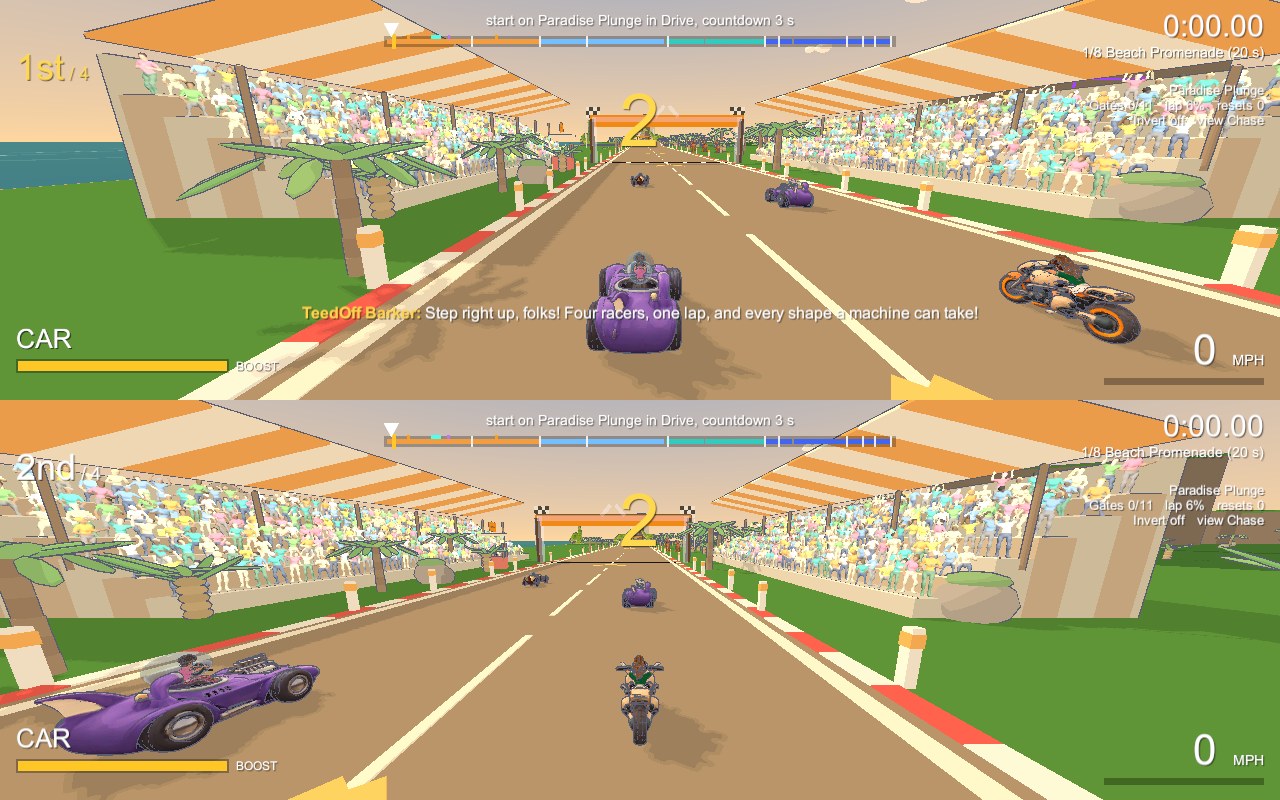 start on Paradise Plunge in Drive, countdown 3 s
0:00.00
1/8 Beach Promenade (20 s)
1st / 4
Paradise Plunge
Gates 0/11 lap 6% resets 0
Invert off view Chase
2
TeedOff Barker: Step right up, folks! Four racers, one lap, and every shape a machine can take!
CAR
BOOST
0 MPH
start on Paradise Plunge in Drive, countdown 3 s
0:00.00
1/8 Beach Promenade (20 s)
2nd / 4
Paradise Plunge
Gates 0/11 lap 6% resets 0
Invert off view Chase
2
CAR
BOOST
0 MPH